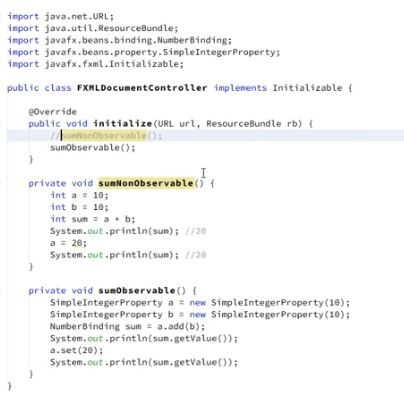 import java.net.URL;
import java.util.ResourceBundle;
import javafx.beans.binding.NumberBinding;
import javafx.beans.property.SimpleIntegerProperty;
import javafx.fxml.Initializable;

public class FXMLDocumentController implements Initializable {

    @Override
    public void initialize(URL url, ResourceBundle rb) {
        //sumNonObservable();
        sumObservable();
    }

    private void sumNonObservable() {
        int a = 10;
        int b = 10;
        int sum = a + b;
        System.out.println(sum); //20
        a = 20;
        System.out.println(sum); //20
    }

    private void sumObservable() {
        SimpleIntegerProperty a = new SimpleIntegerProperty(10);
        SimpleIntegerProperty b = new SimpleIntegerProperty(10);
        NumberBinding sum = a.add(b);
        System.out.println(sum.getValue());
        a.set(20);
        System.out.println(sum.getValue());
    }
}